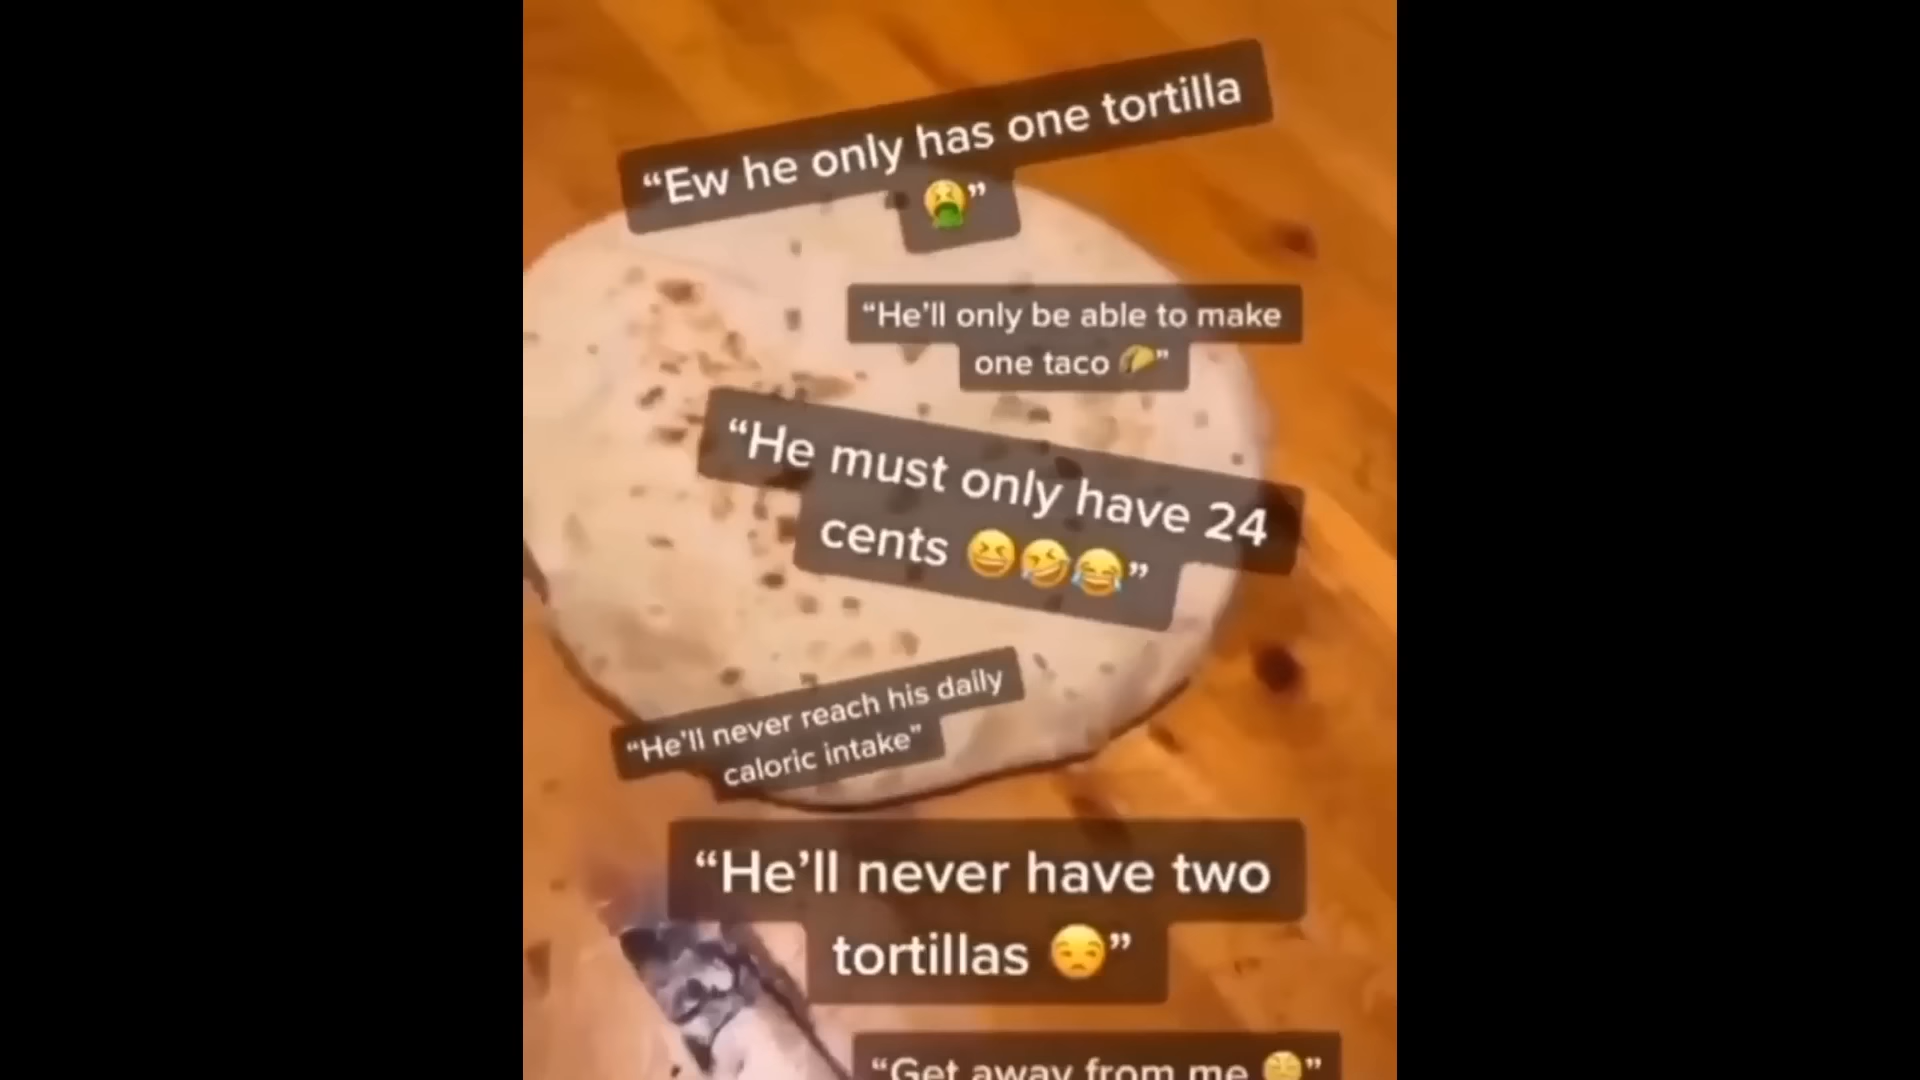 “Ew he only has one tortilla
🤮”
“He’ll only be able to make
one taco 🌮”
“He must only have 24
cents 😆🤣😂”
“He’ll never reach his daily
caloric intake”
“He’ll never have two
tortillas 😒”
“Get away from me 🙄”